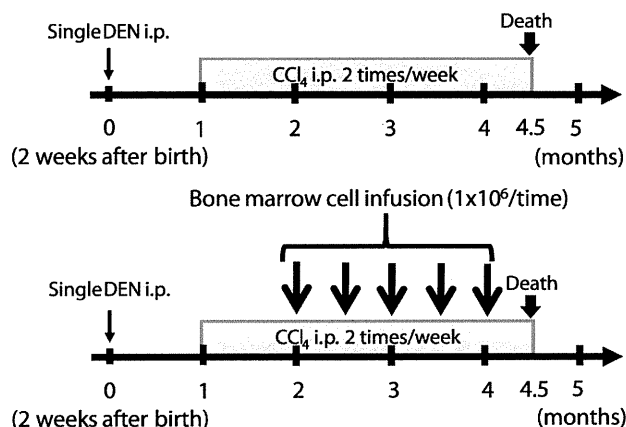 Death
Single DEN i.p.
CCl₄ i.p. 2 times/week
0 1 2 3 4 4.5 5
(2 weeks after birth) (months)
Bone marrow cell infusion (1x10⁶/time)
Death
Single DEN i.p.
CCl₄ i.p. 2 times/week
0 1 2 3 4 4.5 5
(2 weeks after birth) (months)